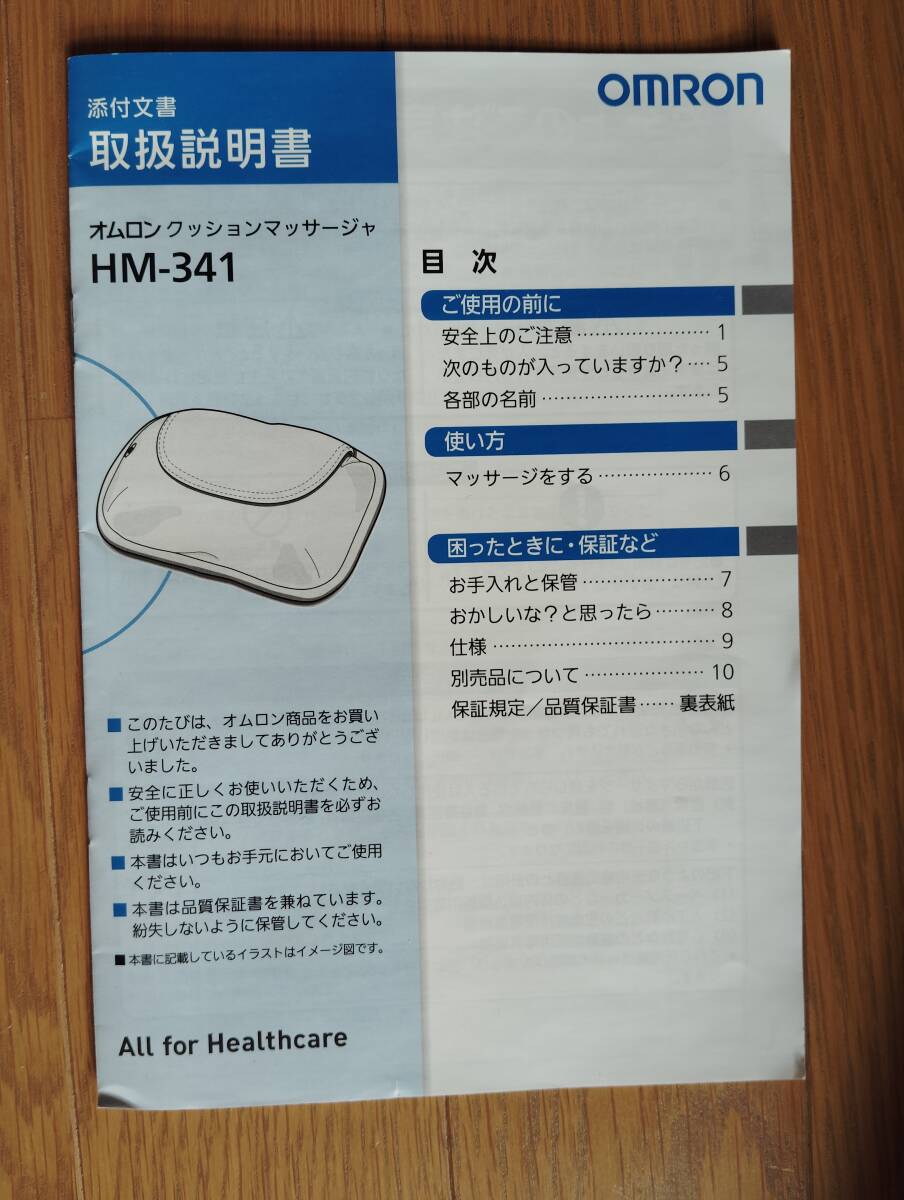 添付文書
取扱説明書
オムロン クッションマッサージャ
HM-341
■ このたびは、オムロン商品をお買い
上げいただきましてありがとうござ
いました。
■ 安全に正しくお使いいただくため、
ご使用前にこの取扱説明書を必ずお
読みください。
■ 本書はいつもお手元においてご使用
ください。
■ 本書は品質保証書を兼ねています。
紛失しないように保管してください。
■ 本書に記載しているイラストはイメージ図です。
All for Healthcare
OMRON
目 次
ご使用の前に
安全上のご注意 …………………… 1
次のものが入っていますか? …… 5
各部の名前 ………………………… 5
使い方
マッサージをする ………………… 6
困ったときに・保証など
お手入れと保管 …………………… 7
おかしいな?と思ったら ………… 8
仕様 ………………………………… 9
別売品について ………………… 10
保証規定／品質保証書 …… 裏表紙